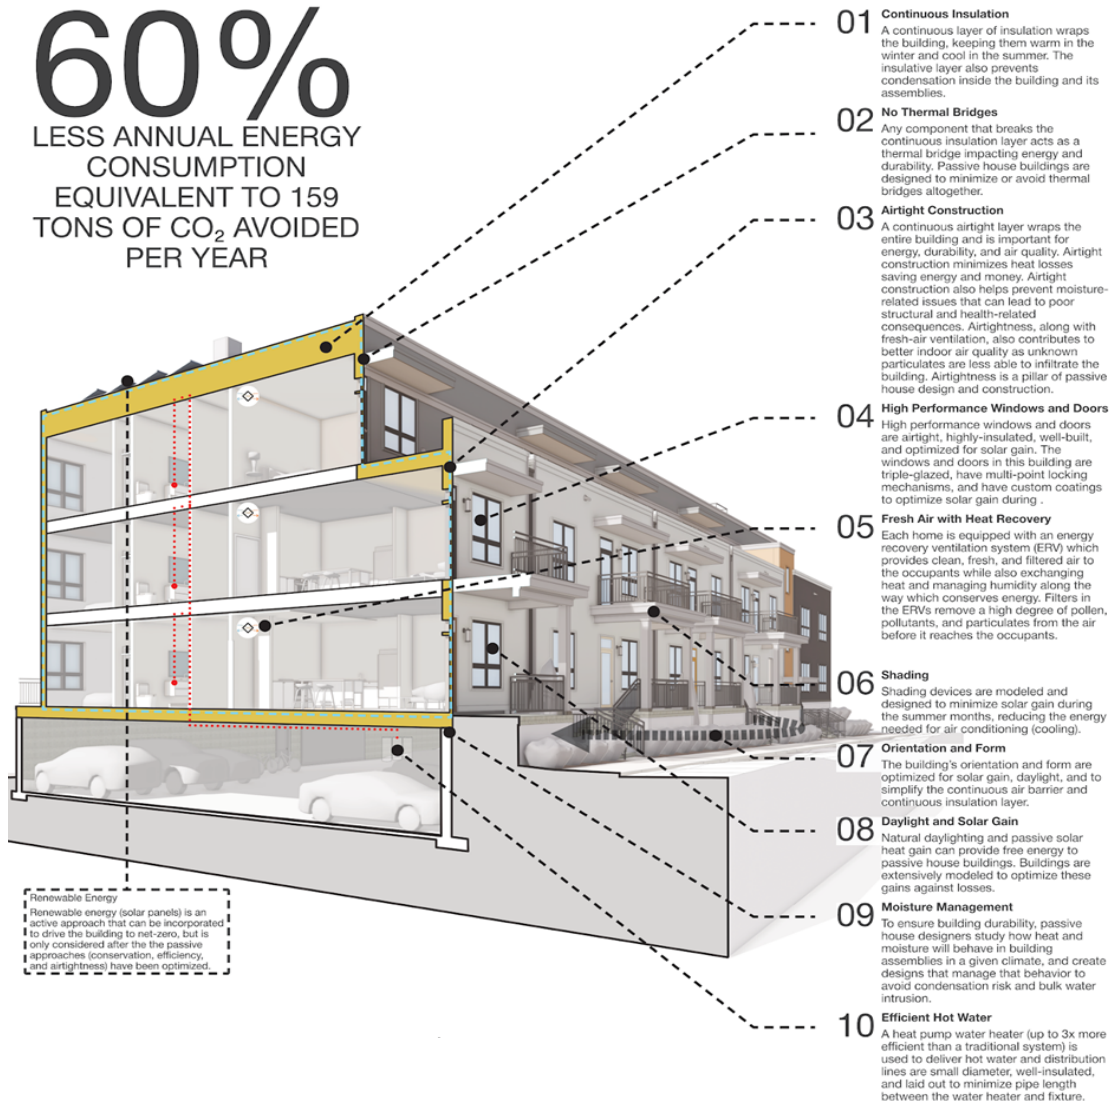 60%
LESS ANNUAL ENERGY
CONSUMPTION
EQUIVALENT TO 159
TONS OF CO₂ AVOIDED
PER YEAR
01 Continuous Insulation
A continuous layer of insulation wraps
the building, keeping them warm in the
winter and cool in the summer. The
insulative layer also prevents
condensation inside the building and its
assemblies.
02 No Thermal Bridges
Any component that breaks the
continuous insulation layer acts as a
thermal bridge impacting energy and
durability. Passive house buildings are
designed to minimize or avoid thermal
bridges altogether.
03 Airtight Construction
A continuous airtight layer wraps the
entire building and is important for
energy, durability, and air quality. Airtight
construction minimizes heat losses
saving energy and money. Airtight
construction also helps prevent moisture-
related issues that can lead to poor
structural and health-related
consequences. Airtightness, along with
fresh-air ventilation, also contributes to
better indoor air quality as unknown
particulates are less able to infiltrate the
building. Airtightness is a pillar of passive
house design and construction.
04 High Performance Windows and Doors
High performance windows and doors
are airtight, highly-insulated, well-built,
and optimized for solar gain. The
windows and doors in this building are
triple-glazed, have multi-point locking
mechanisms, and have custom coatings
to optimize solar gain during .
05 Fresh Air with Heat Recovery
Each home is equipped with an energy
recovery ventilation system (ERV) which
provides clean, fresh, and filtered air to
the occupants while also exchanging
heat and managing humidity along the
way which conserves energy. Filters in
the ERVs remove a high degree of pollen,
pollutants, and particulates from the air
before it reaches the occupants.
06 Shading
Shading devices are modeled and
designed to minimize solar gain during
the summer months, reducing the energy
needed for air conditioning (cooling).
07 Orientation and Form
The building's orientation and form are
optimized for solar gain, daylight, and to
simplify the continuous air barrier and
continuous insulation layer.
08 Daylight and Solar Gain
Natural daylighting and passive solar
heat gain can provide free energy to
passive house buildings. Buildings are
extensively modeled to optimize these
gains against losses.
09 Moisture Management
To ensure building durability, passive
house designers study how heat and
moisture will behave in building
assemblies in a given climate, and create
designs that manage that behavior to
avoid condensation risk and bulk water
intrusion.
10 Efficient Hot Water
A heat pump water heater (up to 3x more
efficient than a traditional system) is
used to deliver hot water and distribution
lines are small diameter, well-insulated,
and laid out to minimize pipe length
between the water heater and fixture.
Renewable Energy
Renewable energy (solar panels) is an
active approach that can be incorporated
to drive the building to net-zero, but is
only considered after the the passive
approaches (conservation, efficiency,
and airtightness) have been optimized.